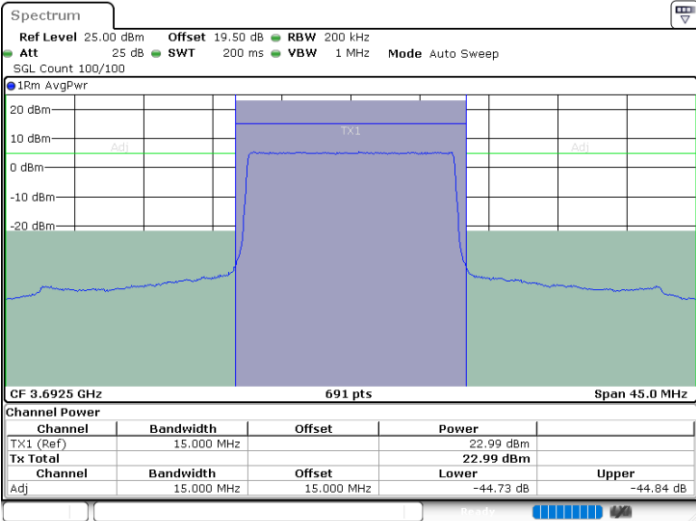 Spectrum
Ref Level 25.00 dBm Offset 19.50 dB RBW 200 kHz
Att 25 dB SWT 200 ms VBW 1 MHz Mode Auto Sweep
SGL Count 100/100
1Rm AvgPwr
20 dBm
TX1
10 dBm
Adj Adj
0 dBm
-10 dBm
-20 dBm
CF 3.6925 GHz 691 pts Span 45.0 MHz
Channel Power
Channel Bandwidth Offset Power
TX1 (Ref) 15.000 MHz 22.99 dBm
Tx Total 22.99 dBm
Channel Bandwidth Offset Lower Upper
Adj 15.000 MHz 15.000 MHz -44.73 dB -44.84 dB
Ready